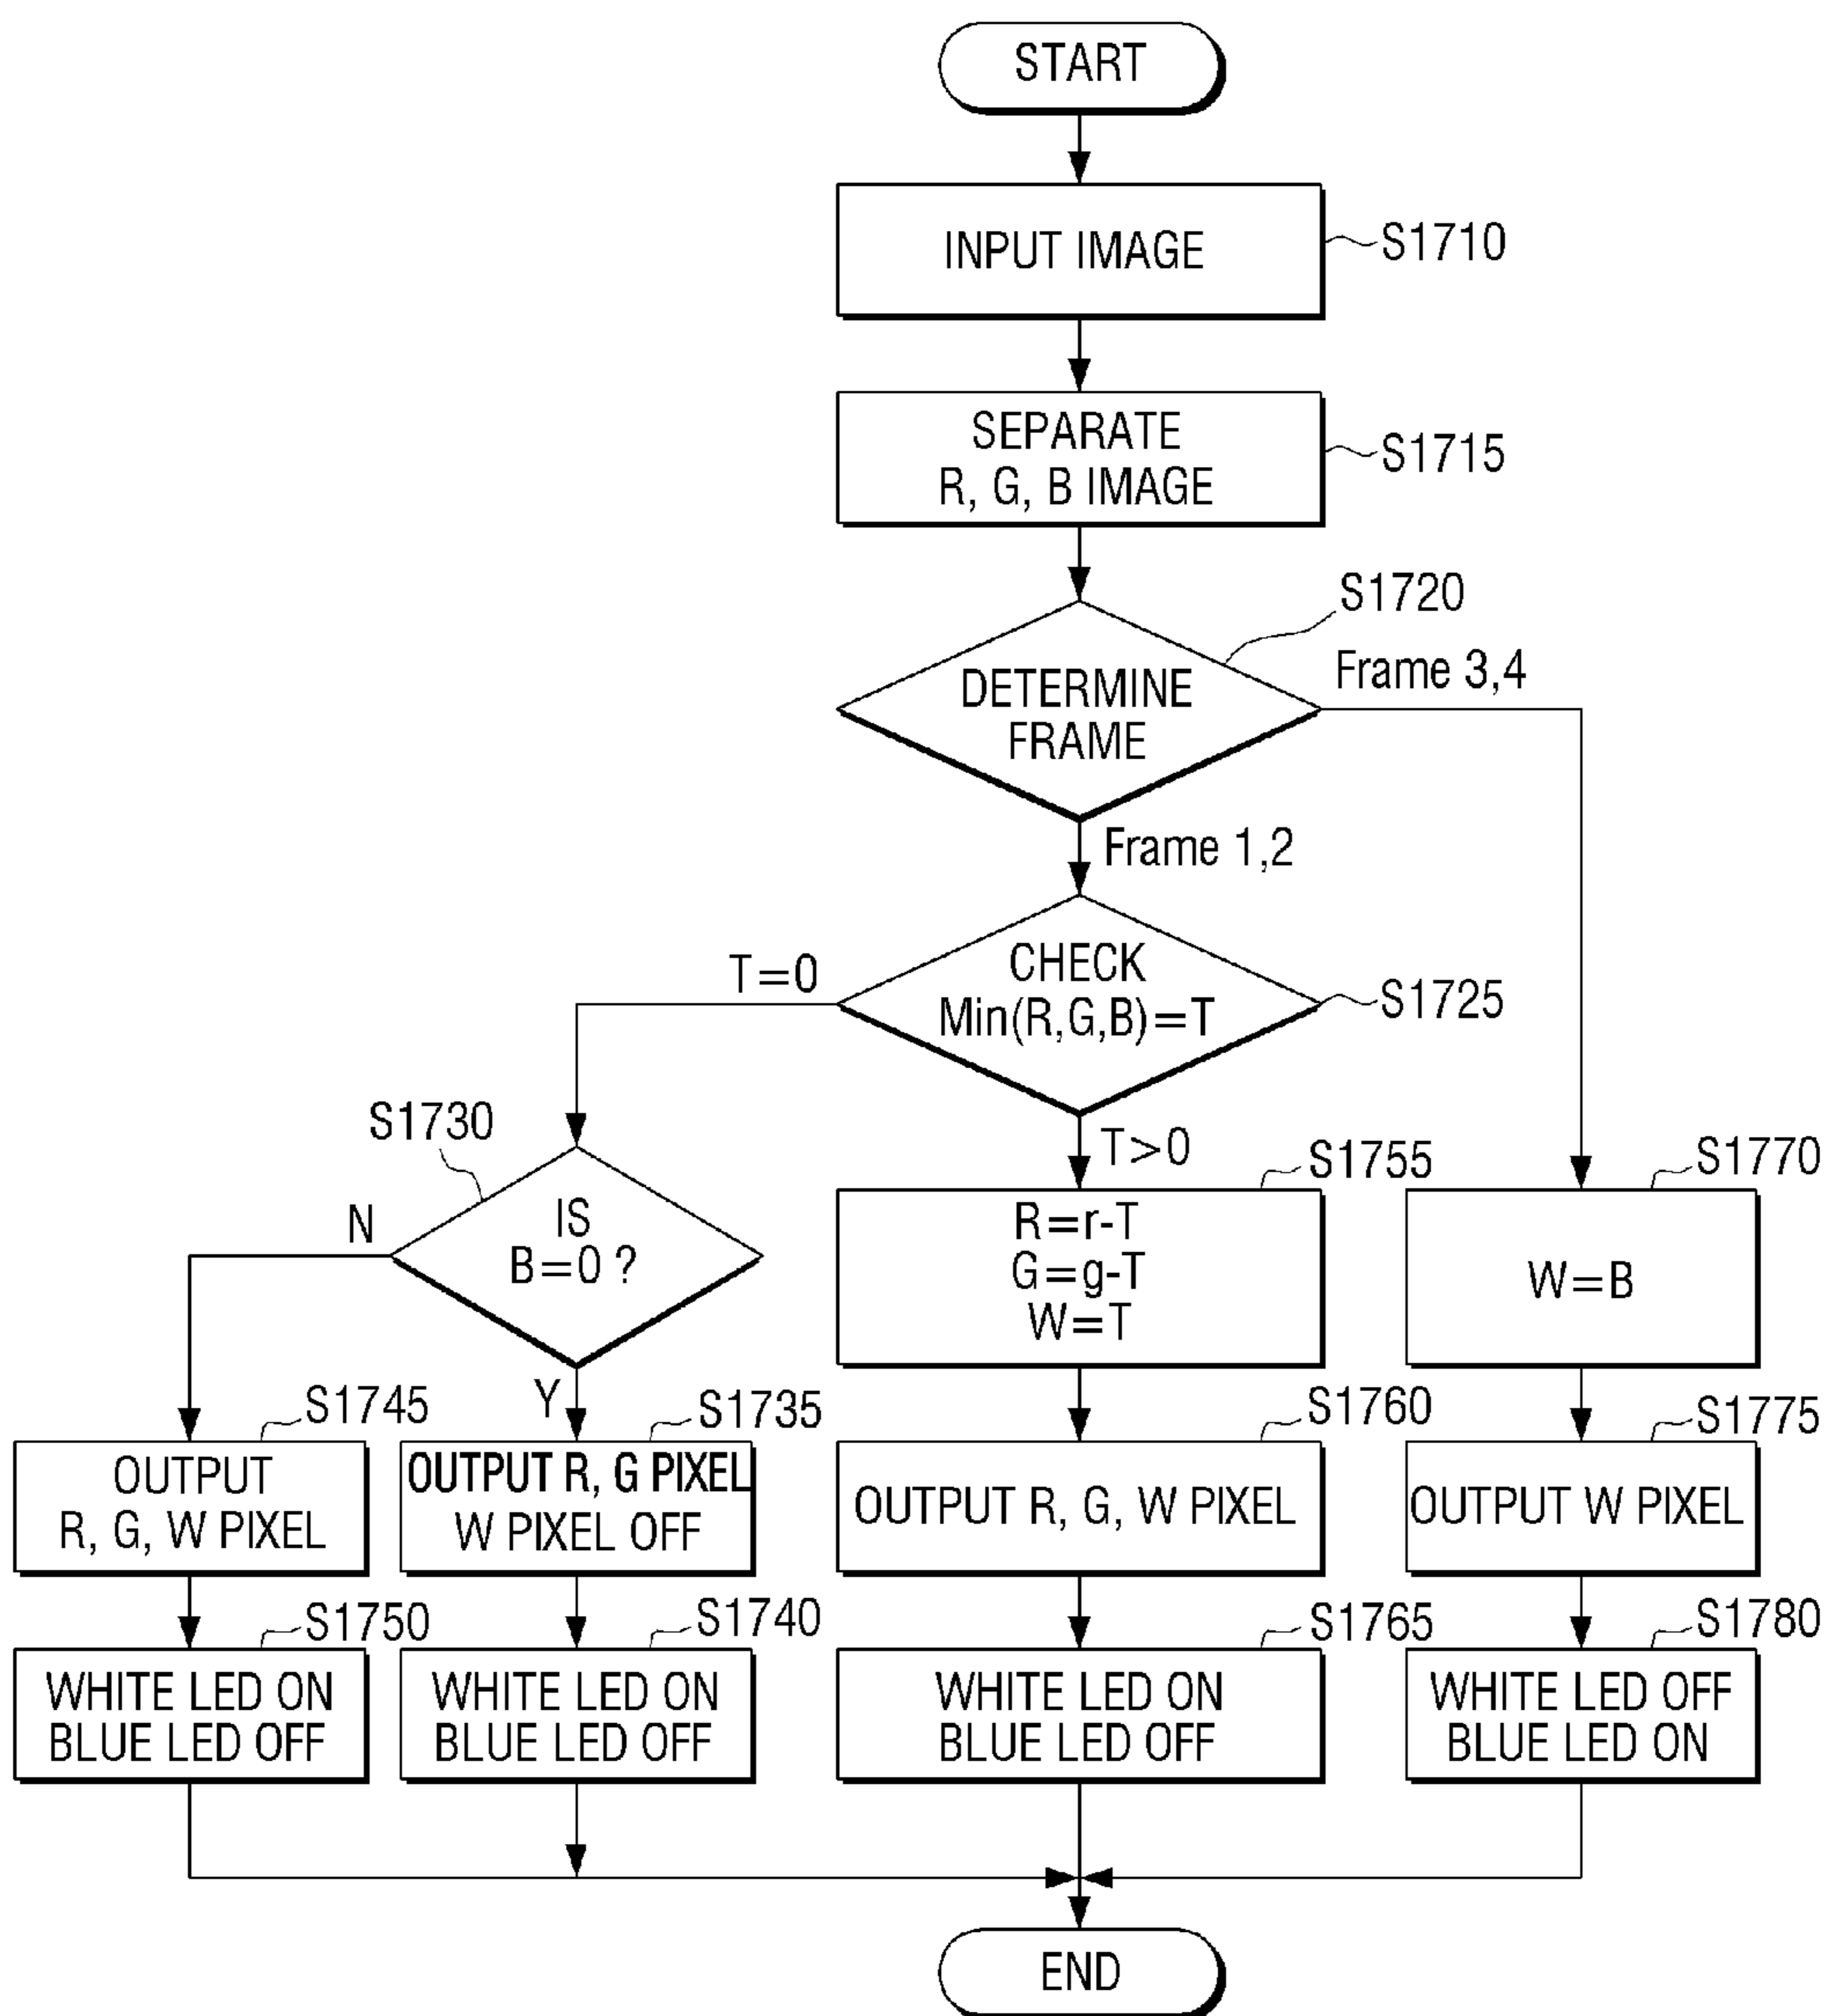 START
INPUT IMAGE
S1710
SEPARATE
R, G, B IMAGE
S1715
S1720
DETERMINE
FRAME
Frame 3,4
Frame 1,2
CHECK
Min(R,G,B)=T
S1725
T=0
T>0
S1730
IS
B=0 ?
N
Y
S1755
R=r-T
G=g-T
W=T
S1770
W=B
S1745
OUTPUT
R, G, W PIXEL
S1735
OUTPUT R, G PIXEL
W PIXEL OFF
S1760
OUTPUT R, G, W PIXEL
S1775
OUTPUT W PIXEL
S1750
WHITE LED ON
BLUE LED OFF
S1740
WHITE LED ON
BLUE LED OFF
S1765
WHITE LED ON
BLUE LED OFF
S1780
WHITE LED OFF
BLUE LED ON
END